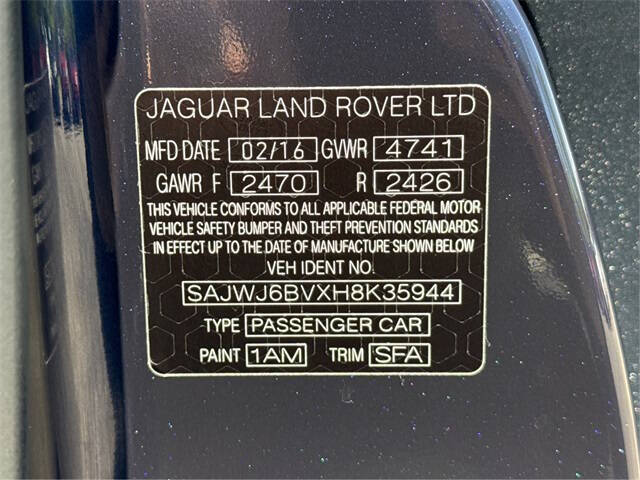 JAGUAR LAND ROVER LTD
MFD DATE 02/16 GVWR 4741
GAWR F 2470 R 2426
THIS VEHICLE CONFORMS TO ALL APPLICABLE FEDERAL MOTOR
VEHICLE SAFETY BUMPER AND THEFT PREVENTION STANDARDS
IN EFFECT UP TO THE DATE OF MANUFACTURE SHOWN BELOW
VEH IDENT NO.
SAJWJ6BVXH8K35944
TYPE PASSENGER CAR
PAINT 1AM TRIM SFA